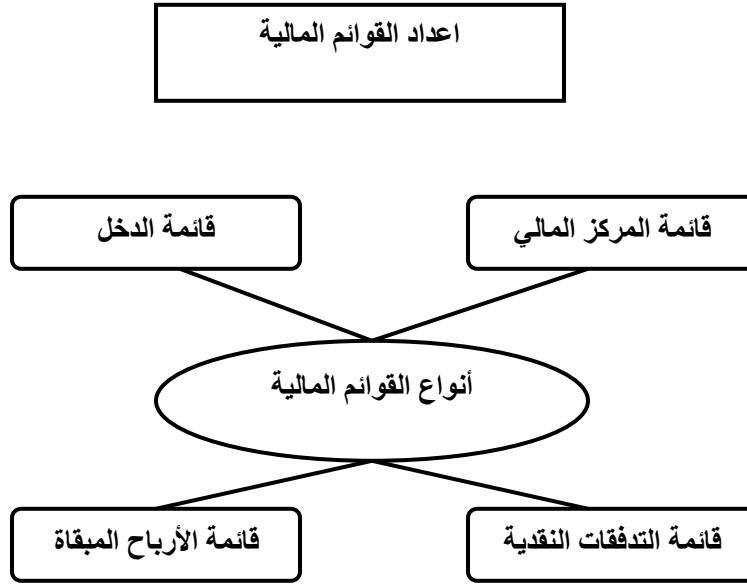 اعداد القوائم المالية
قائمة المركز المالي
قائمة الدخل
أنواع القوائم المالية
قائمة التدفقات النقدية
قائمة الأرباح المبقاة